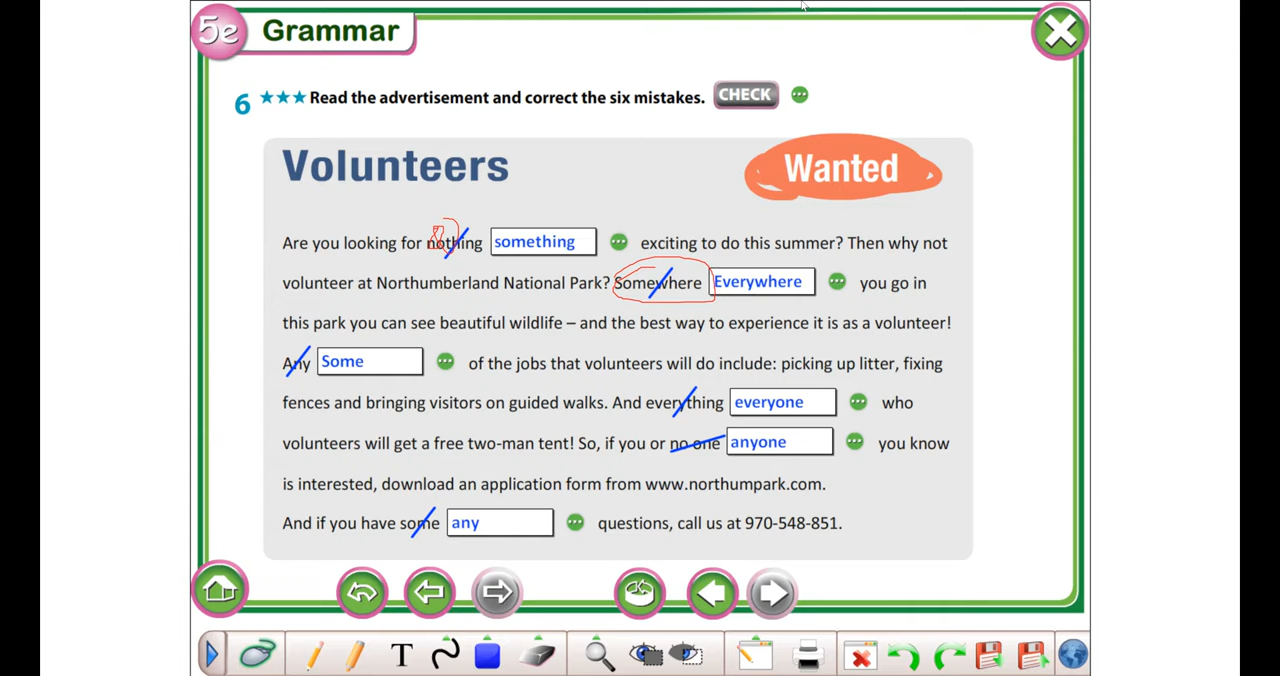 5e Grammar
6 ★★★ Read the advertisement and correct the six mistakes. CHECK
Volunteers
Wanted
Are you looking for nothing something exciting to do this summer? Then why not
volunteer at Northumberland National Park? Somewhere Everywhere you go in
this park you can see beautiful wildlife – and the best way to experience it is as a volunteer!
Any Some of the jobs that volunteers will do include: picking up litter, fixing
fences and bringing visitors on guided walks. And everything everyone who
volunteers will get a free two-man tent! So, if you or no one anyone you know
is interested, download an application form from www.northumpark.com.
And if you have some any questions, call us at 970-548-851.
T